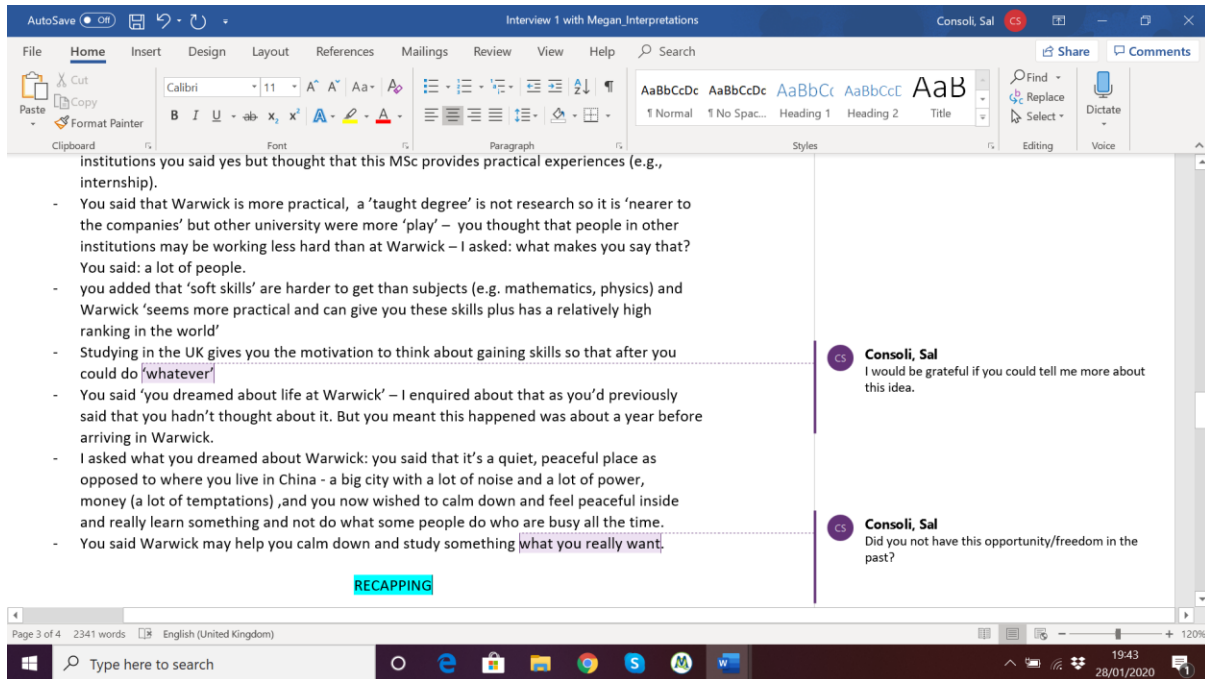 AutoSave Off Interview 1 with Megan_Interpretations Consoli, Sal CS
File Home Insert Design Layout References Mailings Review View Help Search Share Comments
Paste
Cut
Copy
Format Painter
Calibri 11 A A Aa A
B I U ab x₂ x² A A
AaBbCcDc AaBbCcDc AaBbCc AaBbCcE AaB
¶ Normal ¶ No Spac... Heading 1 Heading 2 Title
Find
Replace
Select
Dictate
Clipboard Font Paragraph Styles Editing Voice
institutions you said yes but thought that this MSc provides practical experiences (e.g.,
internship).
- You said that Warwick is more practical, a 'taught degree' is not research so it is 'nearer to
the companies' but other university were more 'play' – you thought that people in other
institutions may be working less hard than at Warwick – I asked: what makes you say that?
You said: a lot of people.
- you added that 'soft skills' are harder to get than subjects (e.g. mathematics, physics) and
Warwick 'seems more practical and can give you these skills plus has a relatively high
ranking in the world'
- Studying in the UK gives you the motivation to think about gaining skills so that after you
could do 'whatever'
- You said 'you dreamed about life at Warwick' – I enquired about that as you'd previously
said that you hadn't thought about it. But you meant this happened was about a year before
arriving in Warwick.
- I asked what you dreamed about Warwick: you said that it's a quiet, peaceful place as
opposed to where you live in China - a big city with a lot of noise and a lot of power,
money (a lot of temptations) ,and you now wished to calm down and feel peaceful inside
and really learn something and not do what some people do who are busy all the time.
- You said Warwick may help you calm down and study something what you really want.
RECAPPING
CS Consoli, Sal
I would be grateful if you could tell me more about
this idea.
CS Consoli, Sal
Did you not have this opportunity/freedom in the
past?
Page 3 of 4 2341 words English (United Kingdom) 120%
Type here to search
19:43
28/01/2020